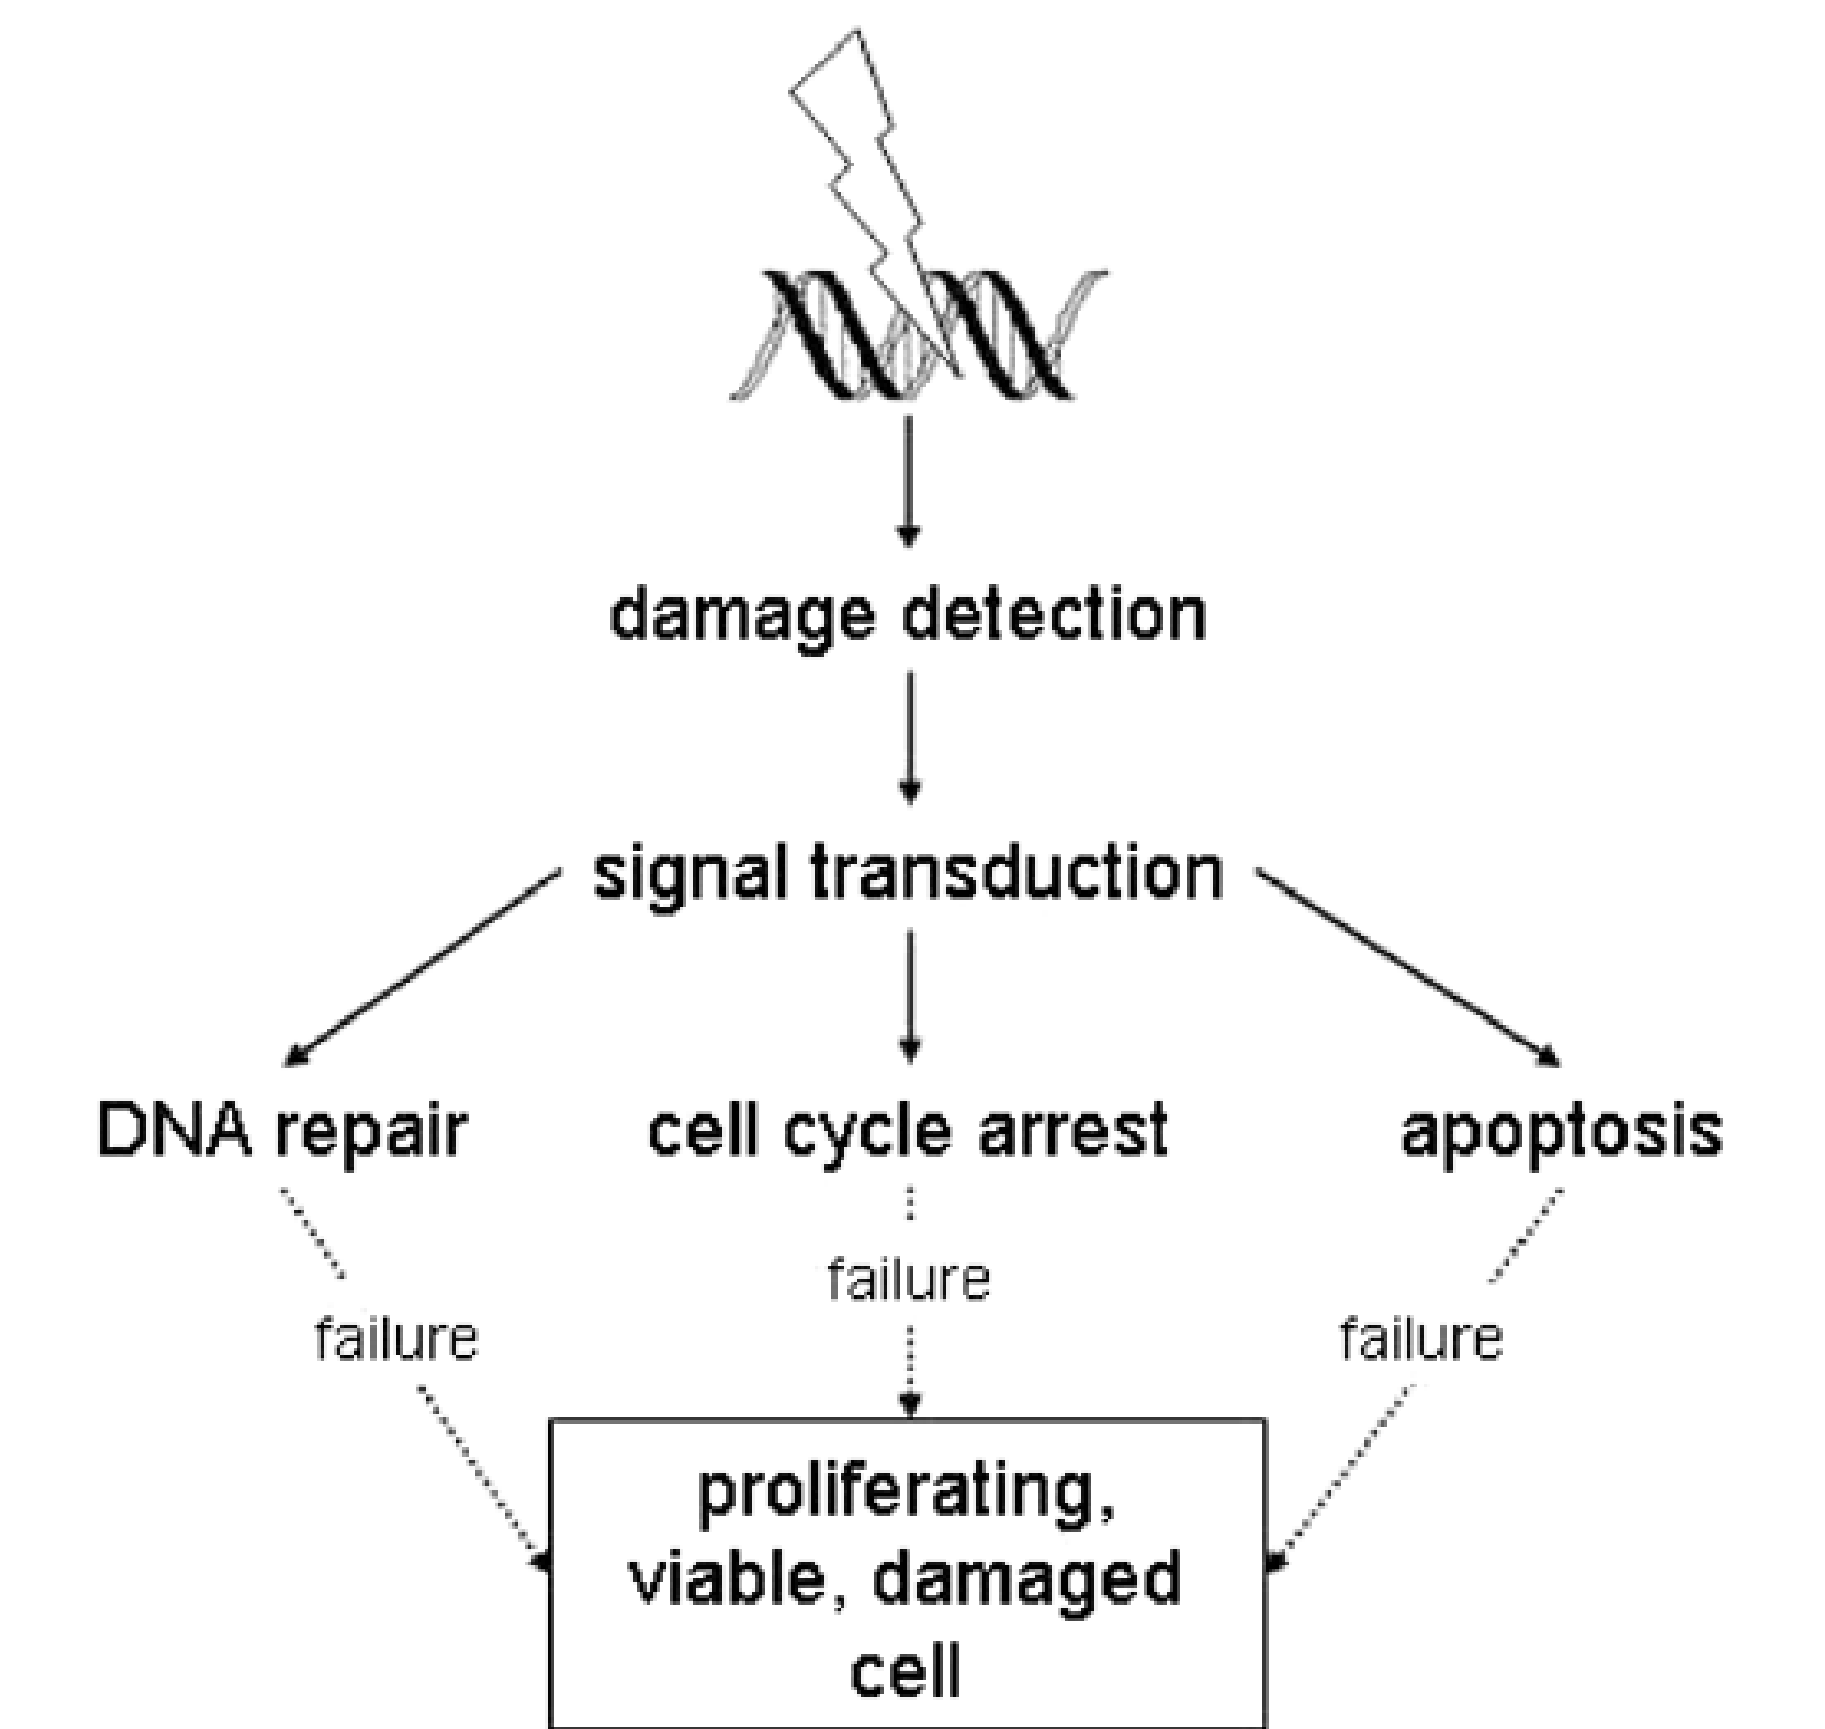 damage detection
signal transduction
DNA repair
cell cycle arrest
apoptosis
failure
failure
failure
proliferating,
viable, damaged
cell